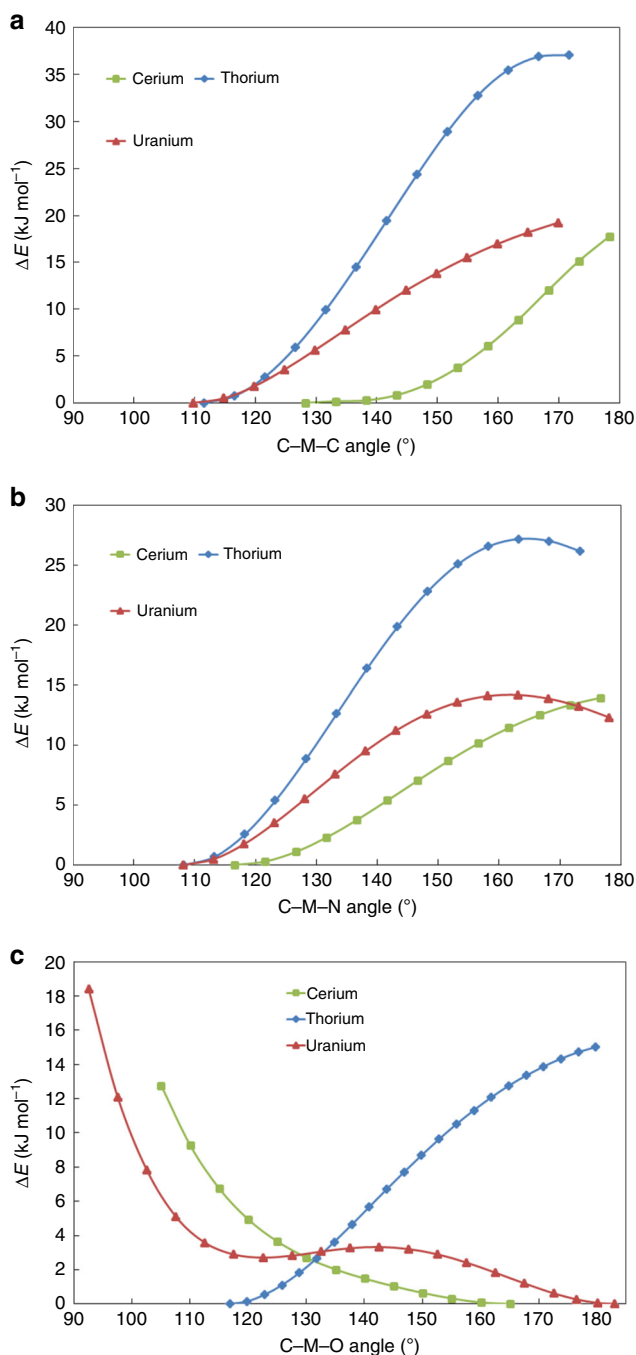 a
40
35
30
25
20
15
10
5
0
ΔE (kJ mol⁻¹)
Cerium
Thorium
Uranium
90 100 110 120 130 140 150 160 170 180
C–M–C angle (°)
b
30
25
20
15
10
5
0
ΔE (kJ mol⁻¹)
Cerium
Thorium
Uranium
90 100 110 120 130 140 150 160 170 180
C–M–N angle (°)
c
20
18
16
14
12
10
8
6
4
2
0
ΔE (kJ mol⁻¹)
Cerium
Thorium
Uranium
90 100 110 120 130 140 150 160 170 180
C–M–O angle (°)